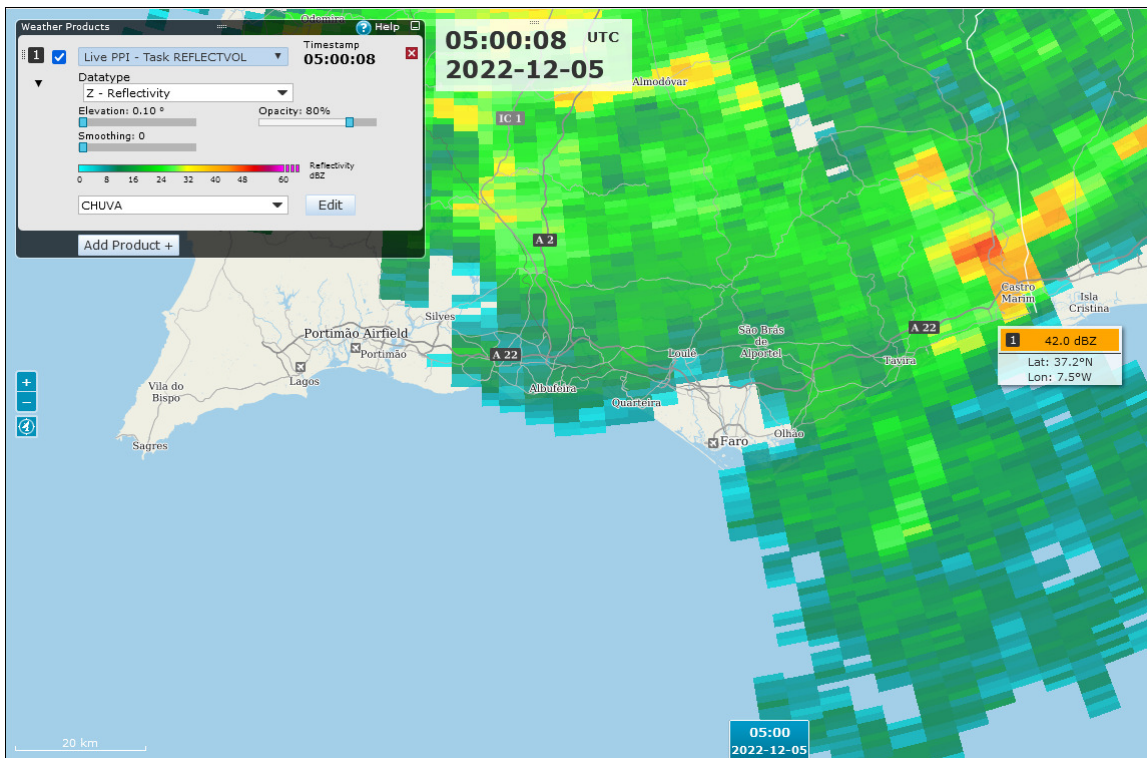 Weather Products
Help
1
Live PPI - Task REFLECTVOL
Timestamp
05:00:08
Datatype
Z - Reflectivity
Elevation: 0.10 °
Opacity: 80%
Smoothing: 0
Reflectivity
dBZ
0 8 16 24 32 40 48 60
CHUVA
Edit
Add Product +
05:00:08 UTC
2022-12-05
Odemira
Almodôvar
IC 1
A 2
Castro
Marim
Isla
Cristina
Silves
Portimão Airfield
Portimão
A 22
A 22
São Brás
de
Alportel
Loulé
Tavira
1 42.0 dBZ
Lat: 37.2°N
Lon: 7.5°W
Lagos
Vila do
Bispo
Albufeira
Quarteira
+
−
Sagres
Faro
Olhão
20 km
05:00
2022-12-05